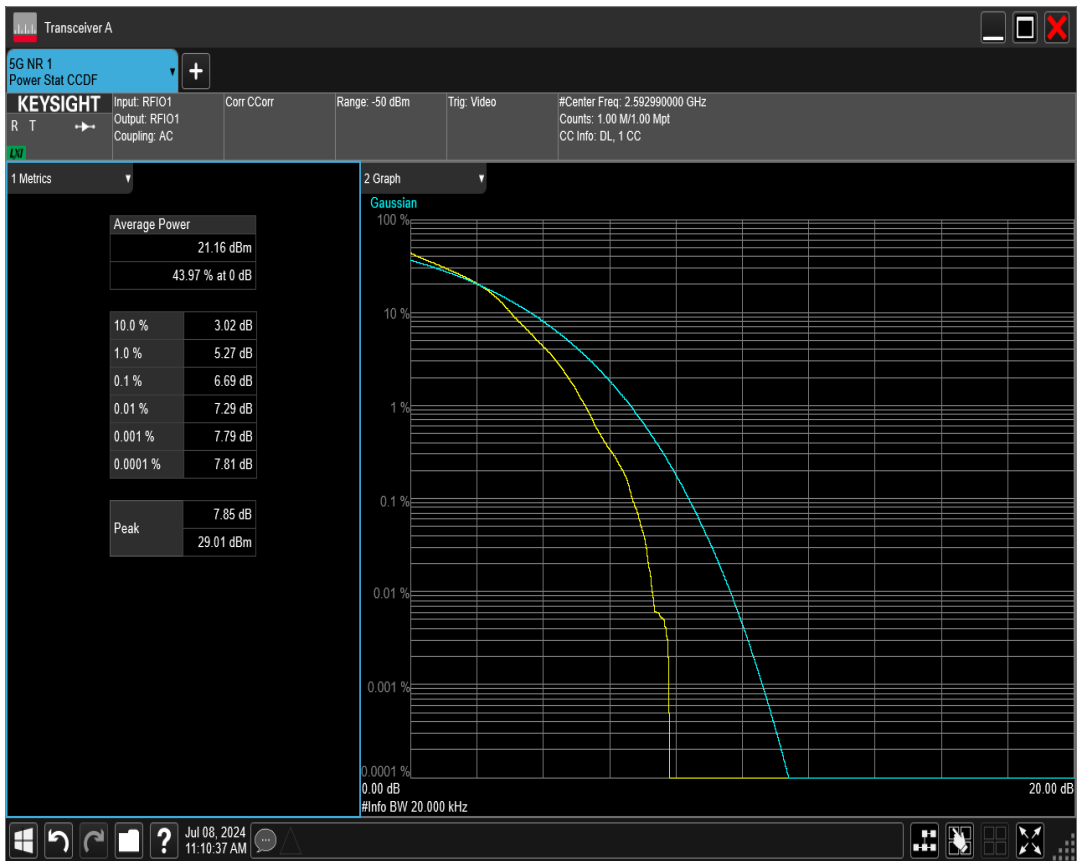 Transceiver A
5G NR 1
Power Stat CCDF
+
KEYSIGHT
R T
LXI
Input: RFIO1
Output: RFIO1
Coupling: AC
Corr CCorr
Range: -50 dBm
Trig: Video
#Center Freq: 2.592990000 GHz
Counts: 1.00 M/1.00 Mpt
CC Info: DL, 1 CC
1 Metrics
Average Power
21.16 dBm
43.97 % at 0 dB
10.0 % 3.02 dB
1.0 % 5.27 dB
0.1 % 6.69 dB
0.01 % 7.29 dB
0.001 % 7.79 dB
0.0001 % 7.81 dB
Peak 7.85 dB
29.01 dBm
2 Graph
Gaussian
100 %
10 %
1 %
0.1 %
0.01 %
0.001 %
0.0001 %
0.00 dB 20.00 dB
#Info BW 20.000 kHz
?
Jul 08, 2024
11:10:37 AM